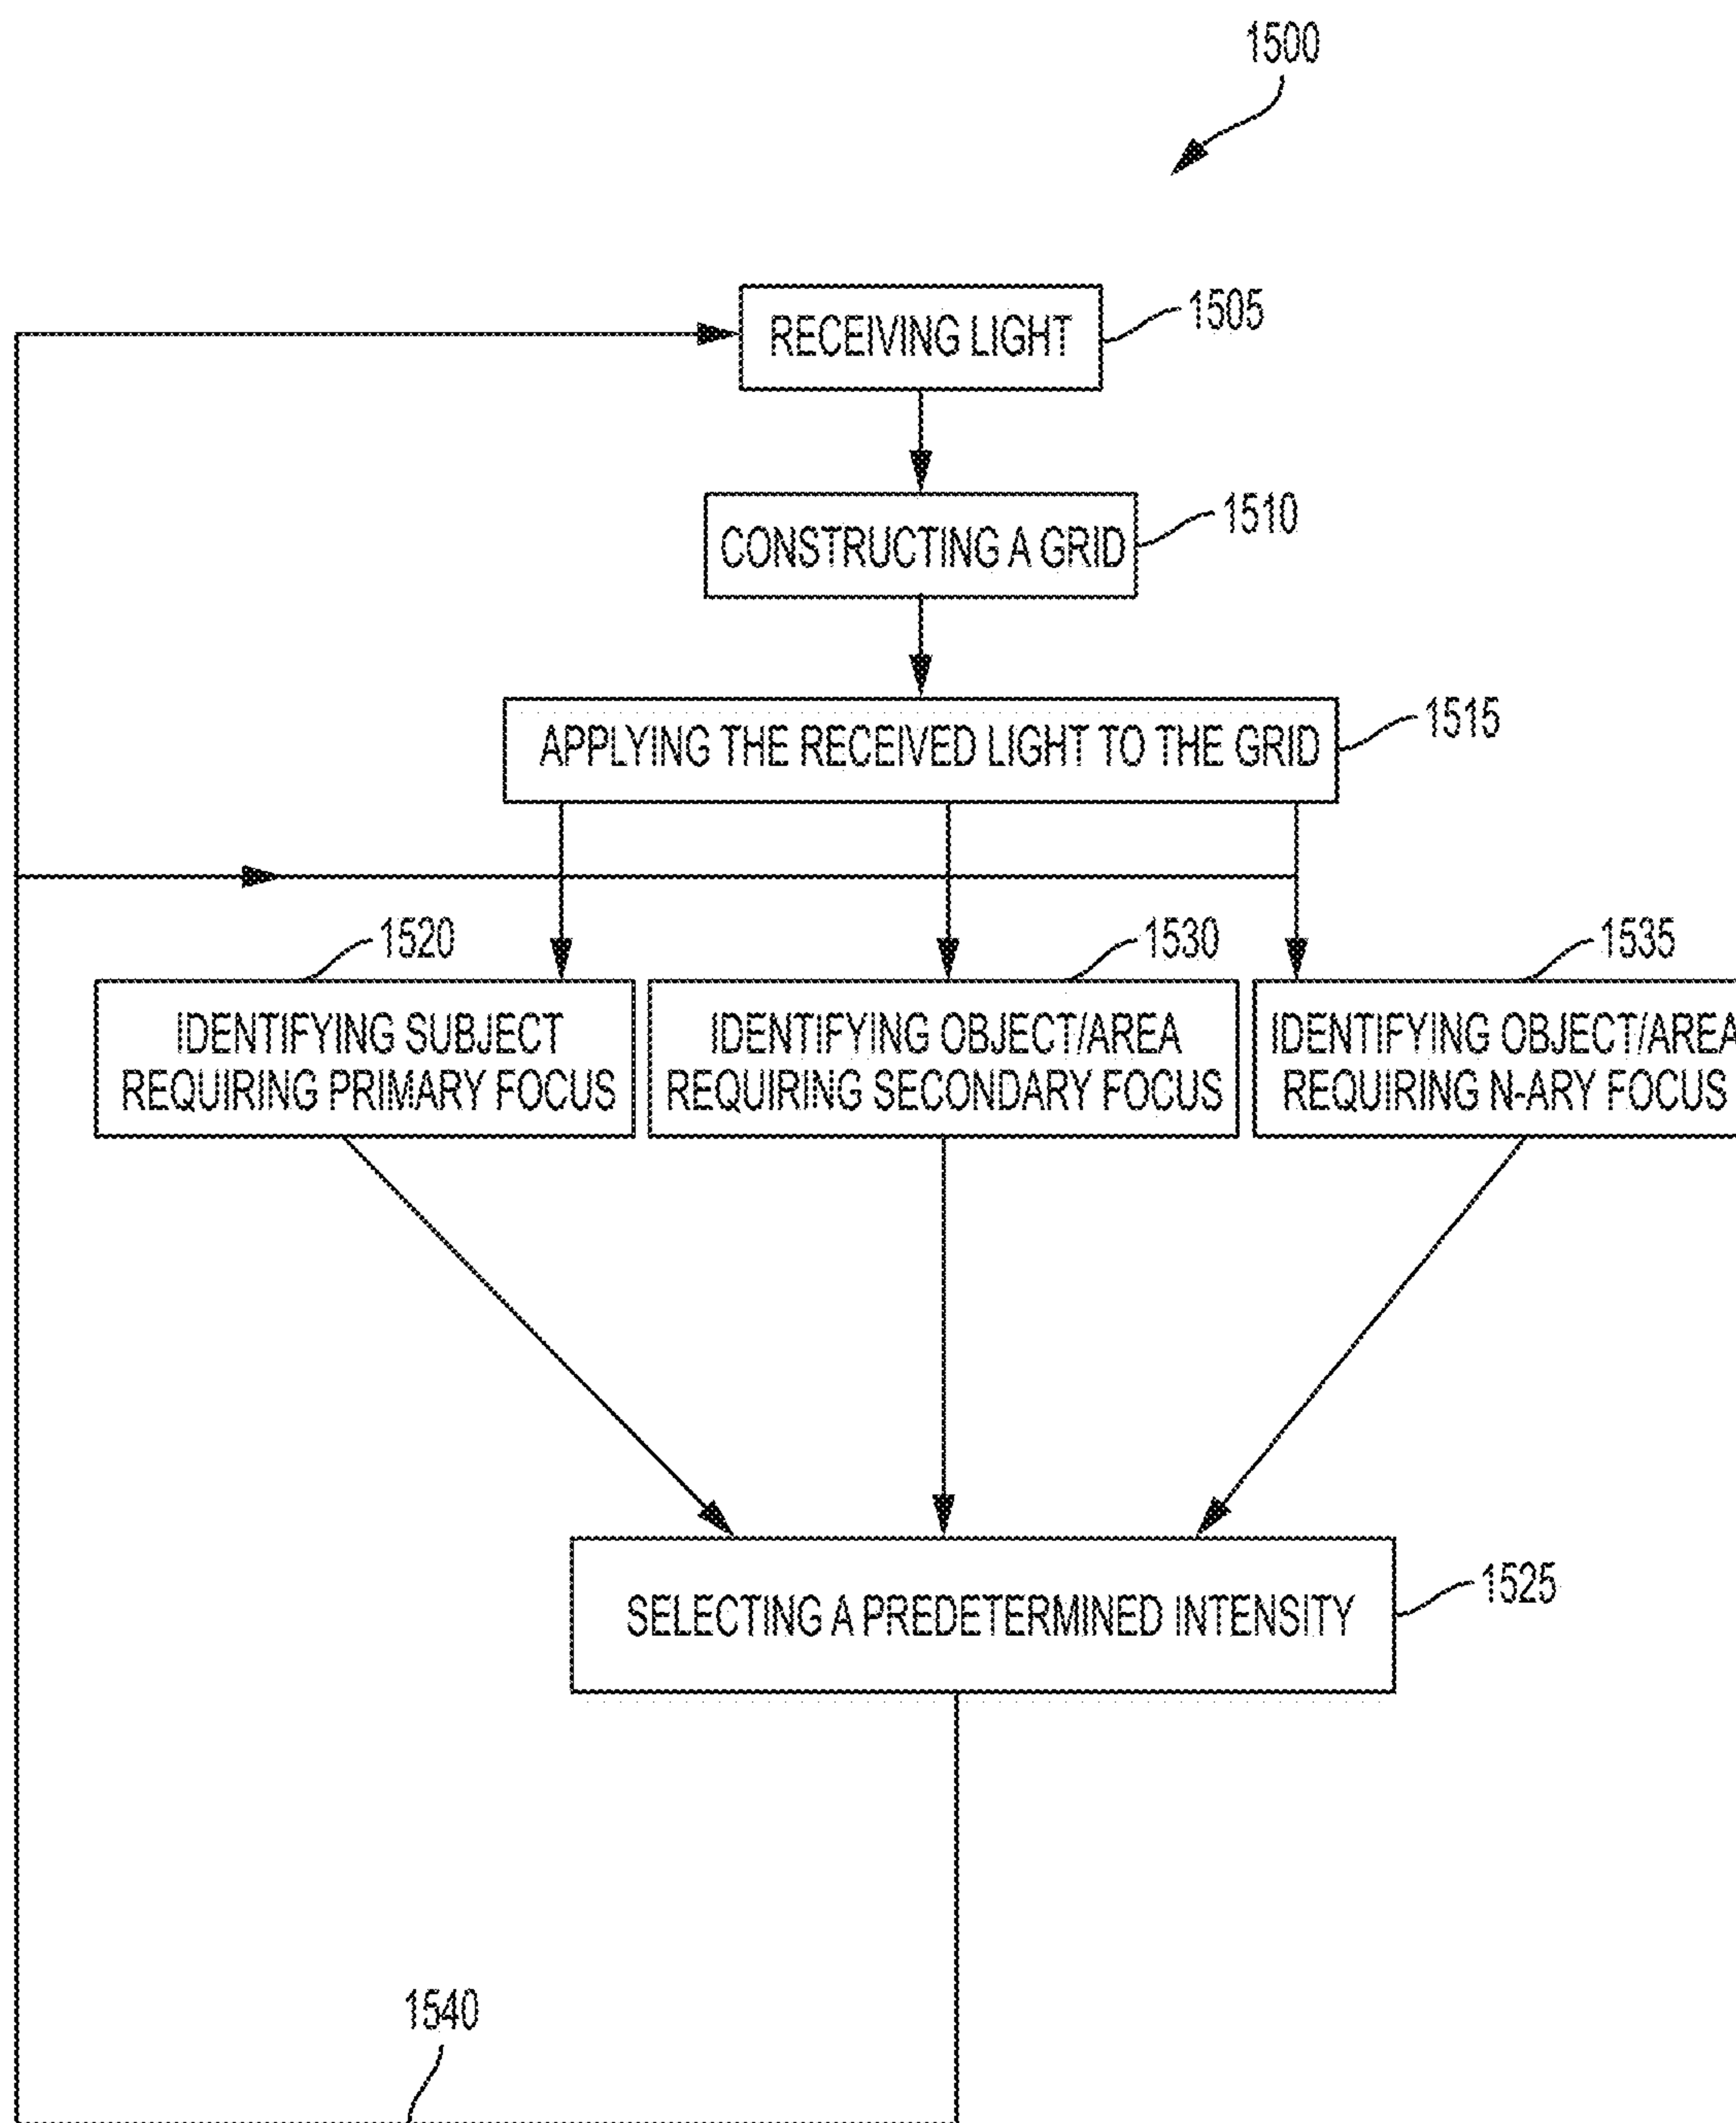 1500
RECEIVING LIGHT
1505
CONSTRUCTING A GRID
1510
APPLYING THE RECEIVED LIGHT TO THE GRID
1515
1520
IDENTIFYING SUBJECT
REQUIRING PRIMARY FOCUS
1530
IDENTIFYING OBJECT/AREA
REQUIRING SECONDARY FOCUS
1535
IDENTIFYING OBJECT/AREA
REQUIRING N-ARY FOCUS
SELECTING A PREDETERMINED INTENSITY
1525
1540